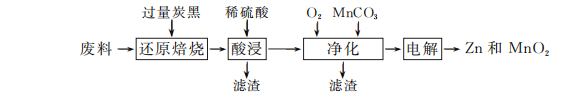 过量炭黑 稀硫酸 O₂ MnCO₃
废料 还原焙烧 酸浸 净化 电解 Zn 和 MnO₂
滤渣 滤渣